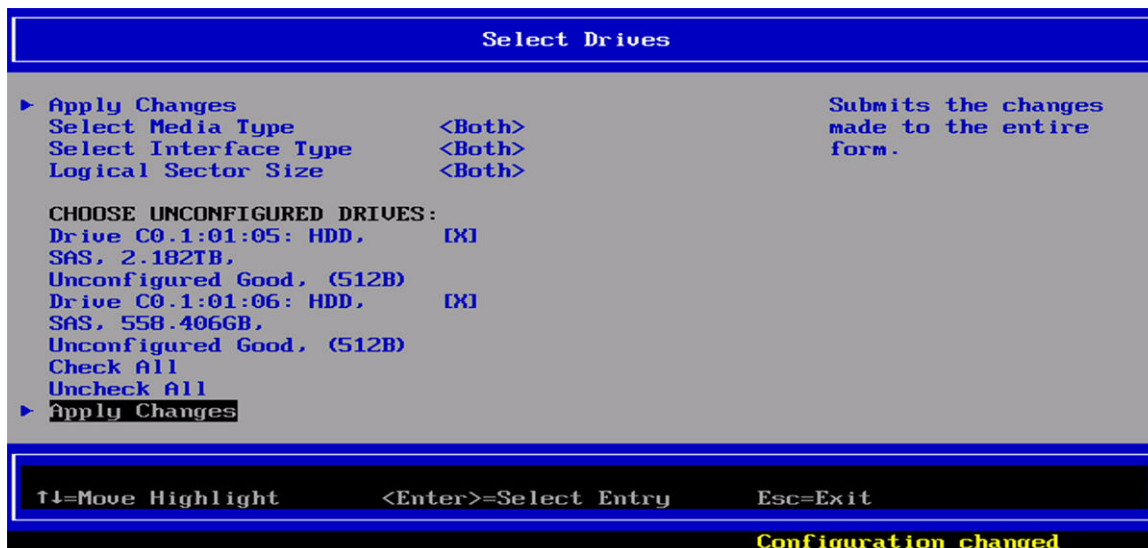 Select Drives
► Apply Changes
Submits the changes
Select Media Type <Both>
made to the entire
Select Interface Type <Both>
form.
Logical Sector Size <Both>
CHOOSE UNCONFIGURED DRIVES:
Drive C0.1:01:05: HDD, [X]
SAS, 2.182TB,
Unconfigured Good, (512B)
Drive C0.1:01:06: HDD, [X]
SAS, 558.406GB,
Unconfigured Good, (512B)
Check All
Uncheck All
► Apply Changes
↑↓=Move Highlight <Enter>=Select Entry Esc=Exit
Configuration changed